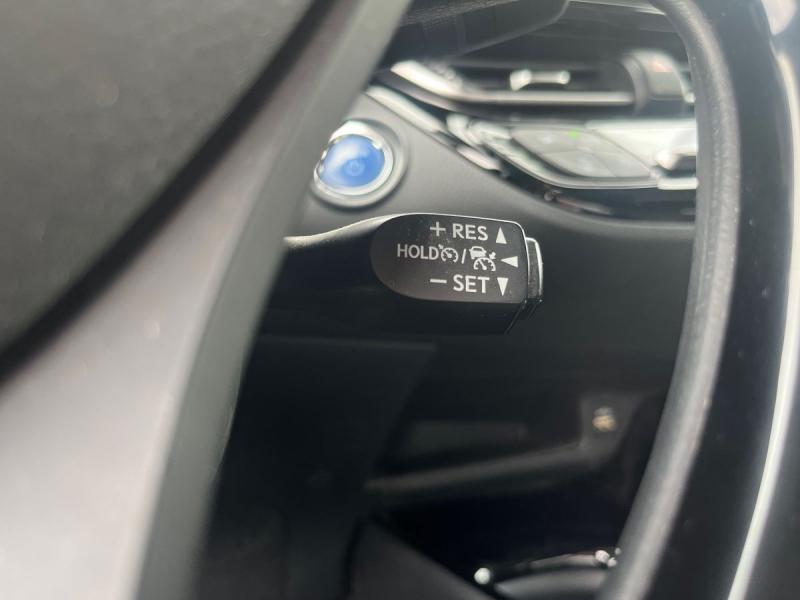 + RES ▲
HOLD / ◀
− SET ▼